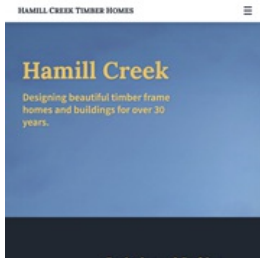 HAMILL CREEK TIMBER HOMES
Hamill Creek
Designing beautiful timber frame
homes and buildings for over 30
years.